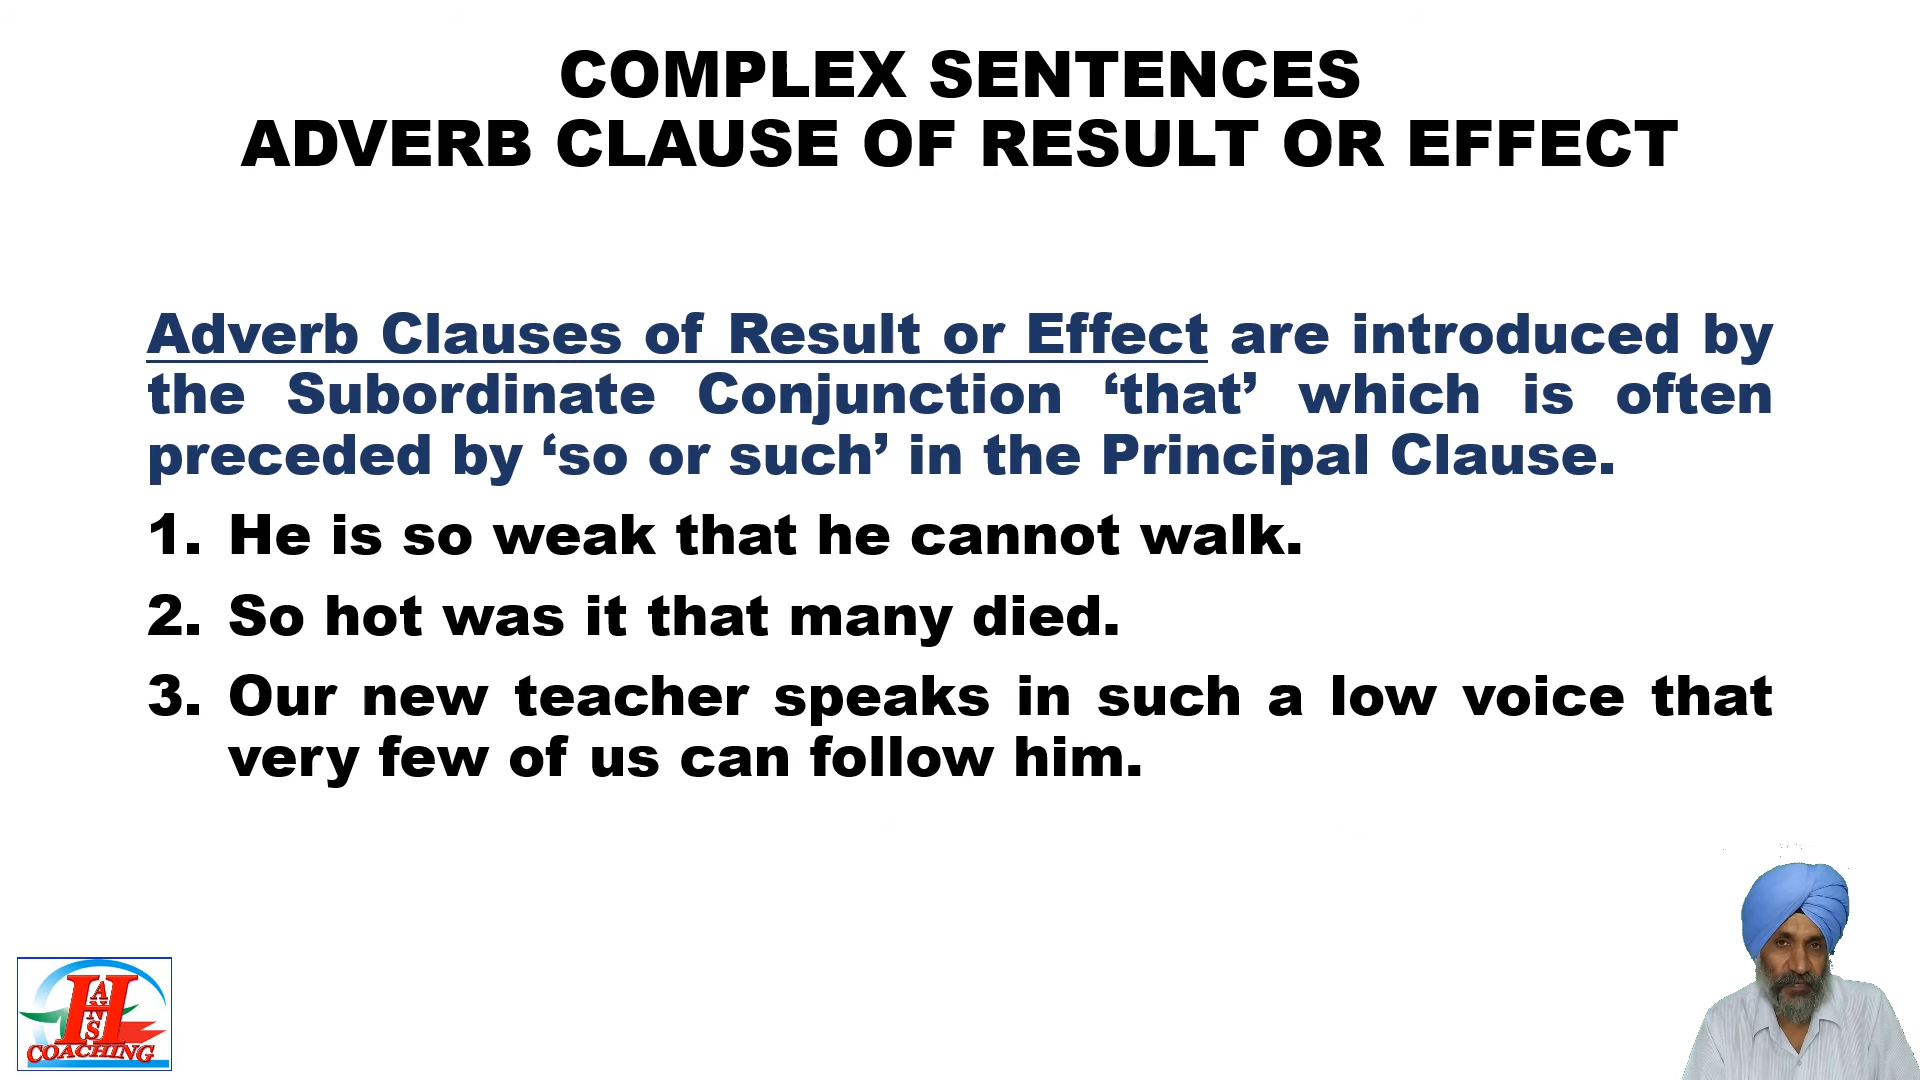 COMPLEX SENTENCES
ADVERB CLAUSE OF RESULT OR EFFECT
Adverb Clauses of Result or Effect are introduced by
the Subordinate Conjunction ‘that’ which is often
preceded by ‘so or such’ in the Principal Clause.
1. He is so weak that he cannot walk.
2. So hot was it that many died.
3. Our new teacher speaks in such a low voice that
very few of us can follow him.
HANS
COACHING